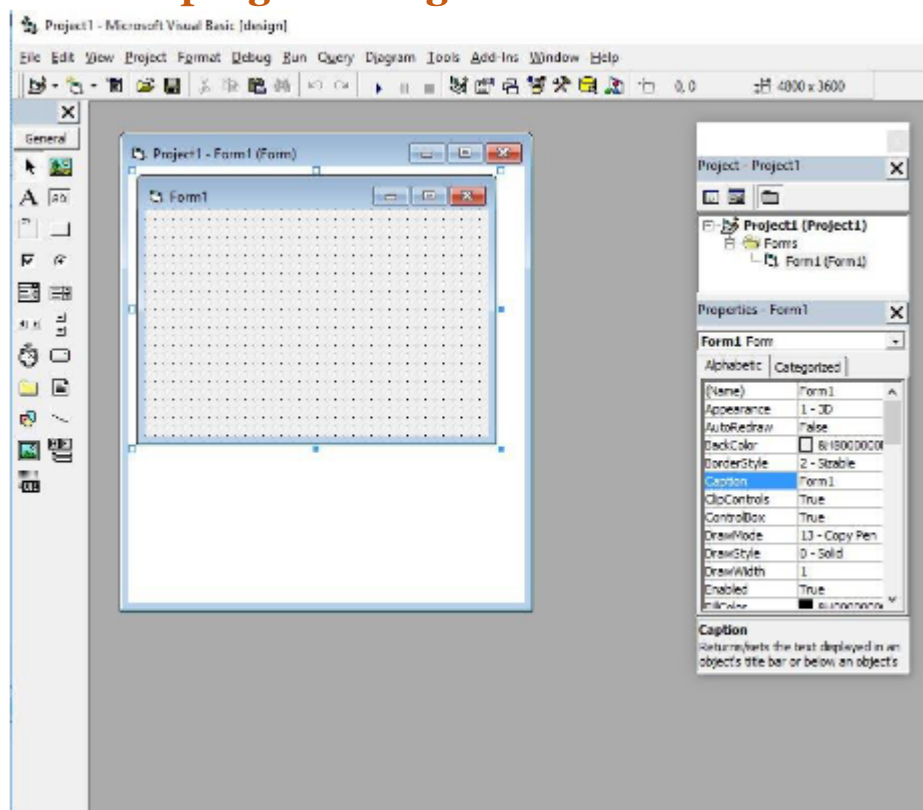 Project1 - Microsoft Visual Basic [design]
File Edit View Project Format Debug Run Query Diagram Tools Add-Ins Window Help
0, 0 4800 x 3600
General
Project1 - Form1 (Form)
Form1
A ab
Project - Project1
Project1 (Project1)
Forms
Form1 (Form1)
Properties - Form1
Form1 Form
Alphabetic Categorized
(Name) Form1
Appearance 1 - 3D
AutoRedraw False
BackColor
BorderStyle 2 - Sizable
Caption Form1
ClipControls True
ControlBox True
DrawMode 13 - Copy Pen
DrawStyle 0 - Solid
DrawWidth 1
Enabled True
FillColor
Caption
Returns/sets the text displayed in an
object's title bar or below an object's